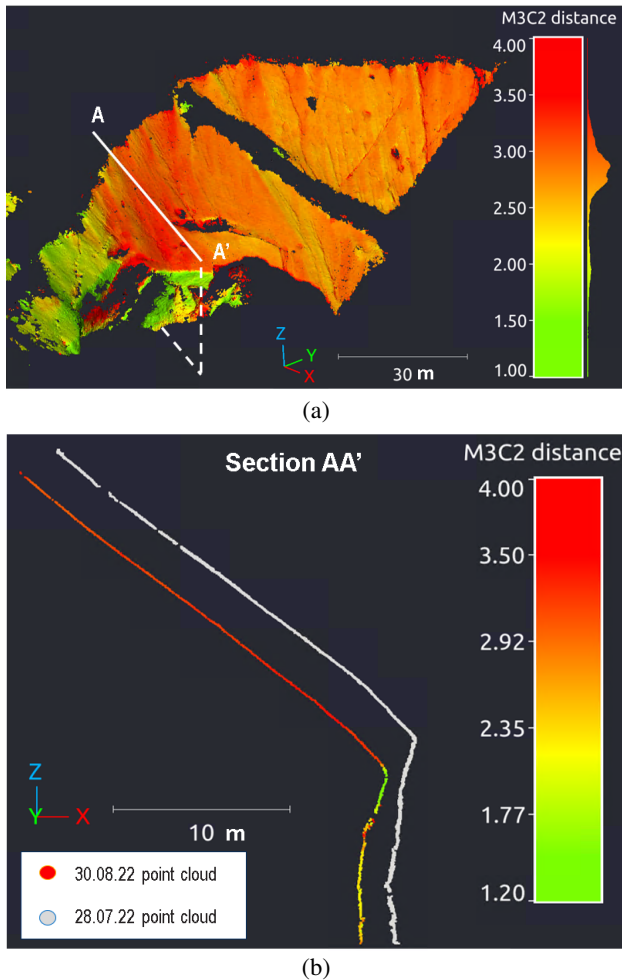 M3C2 distance
4.00
3.50
3.00
2.50
2.00
1.50
1.00
A
A'
Z
Y
X
30 m
(a)
Section AA'
M3C2 distance
4.00
3.50
2.92
2.35
1.77
1.20
Z
Y
X
10 m
30.08.22 point cloud
28.07.22 point cloud
(b)